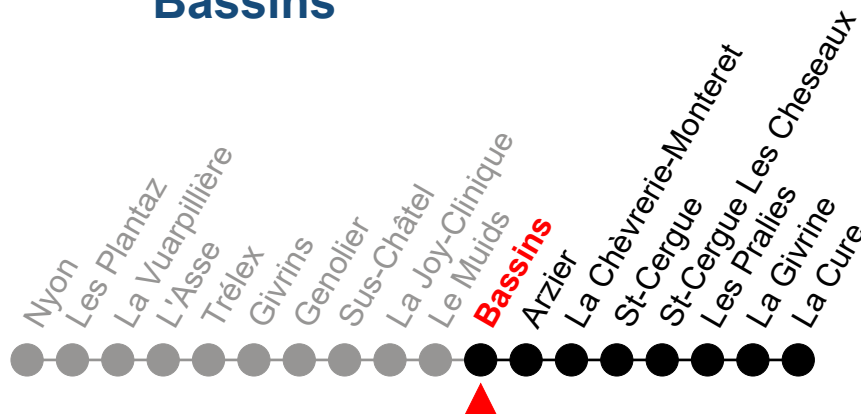 Bassins
Nyon
Les Plantaz
La Vuarpillière
L'Asse
Trélex
Givrins
Genolier
Sus-Châtel
La Joy-Clinique
Le Muids
Bassins
Arzier
La Chèvrerie-Monteret
St-Cergue
St-Cergue Les Cheseaux
Les Pralies
La Givrine
La Cure